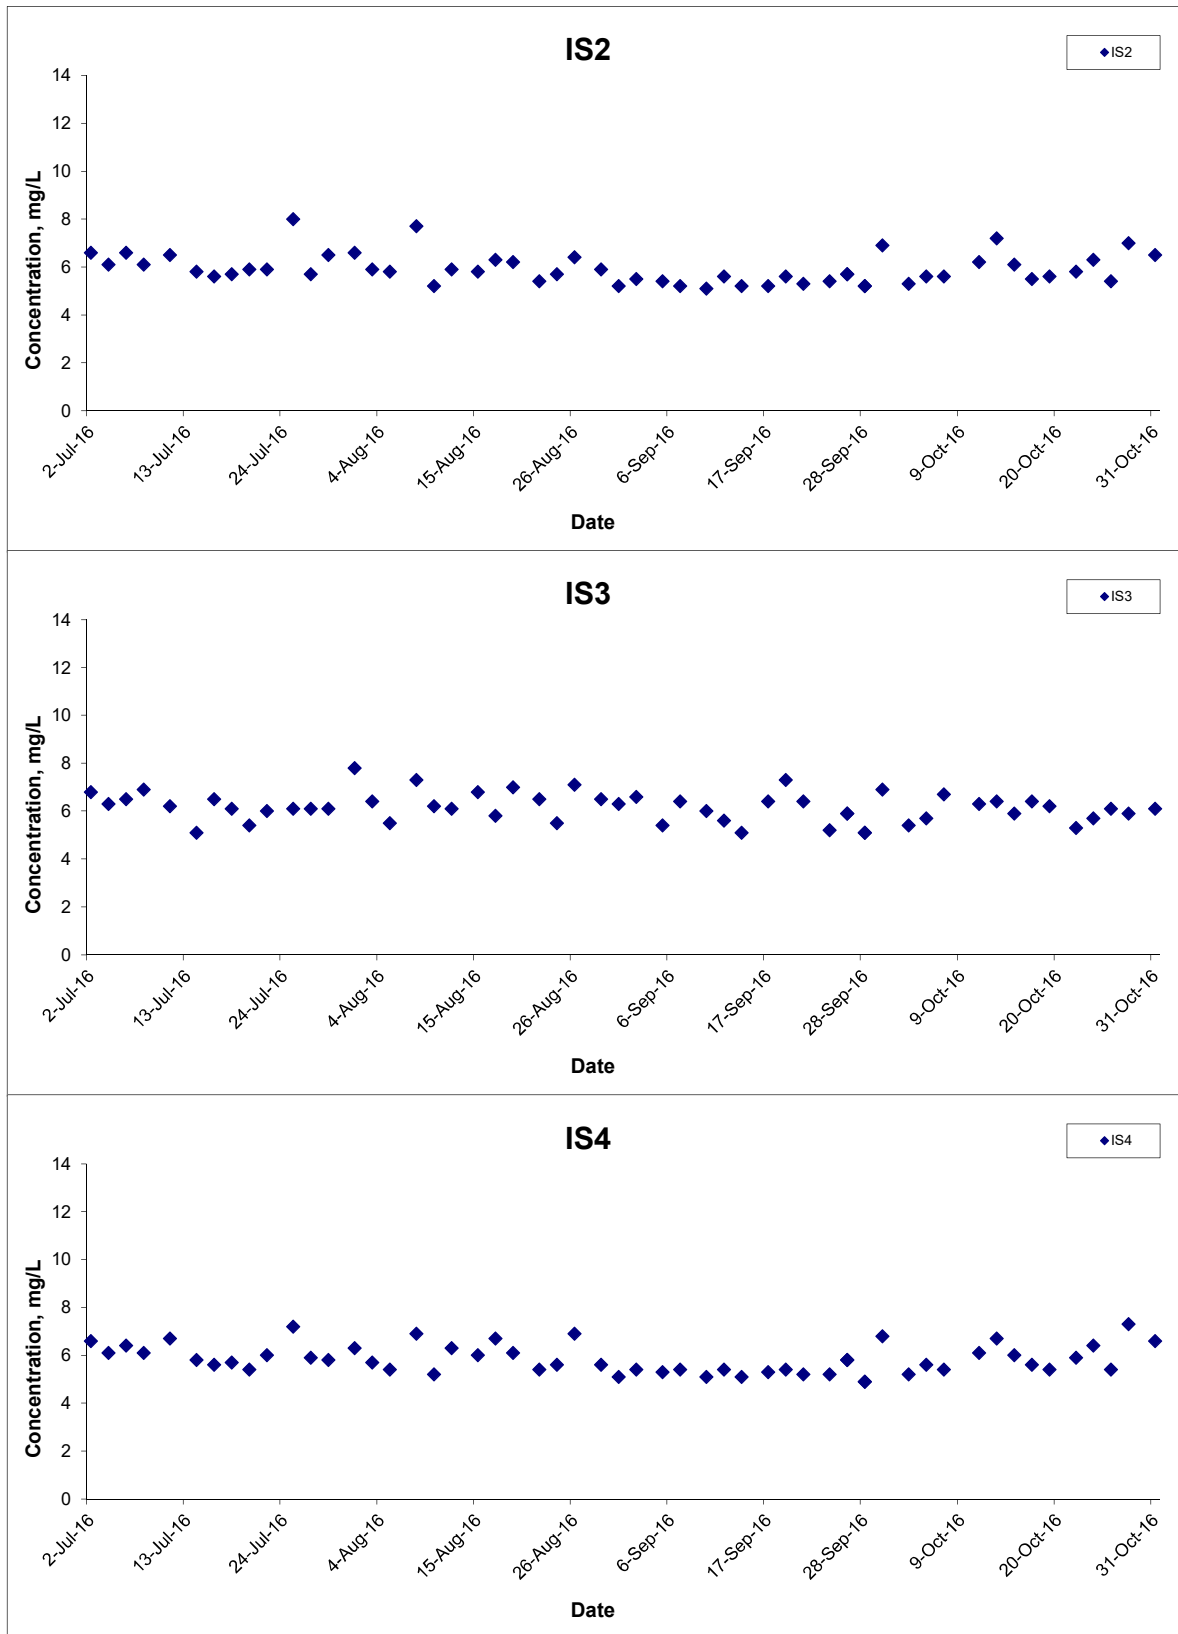 IS2
IS2
14
12
10
8
6
4
2
0
Concentration, mg/L
2-Jul-16
13-Jul-16
24-Jul-16
4-Aug-16
15-Aug-16
26-Aug-16
6-Sep-16
17-Sep-16
28-Sep-16
9-Oct-16
20-Oct-16
31-Oct-16
Date
IS3
IS3
14
12
10
8
6
4
2
0
Concentration, mg/L
2-Jul-16
13-Jul-16
24-Jul-16
4-Aug-16
15-Aug-16
26-Aug-16
6-Sep-16
17-Sep-16
28-Sep-16
9-Oct-16
20-Oct-16
31-Oct-16
Date
IS4
IS4
14
12
10
8
6
4
2
0
Concentration, mg/L
2-Jul-16
13-Jul-16
24-Jul-16
4-Aug-16
15-Aug-16
26-Aug-16
6-Sep-16
17-Sep-16
28-Sep-16
9-Oct-16
20-Oct-16
31-Oct-16
Date